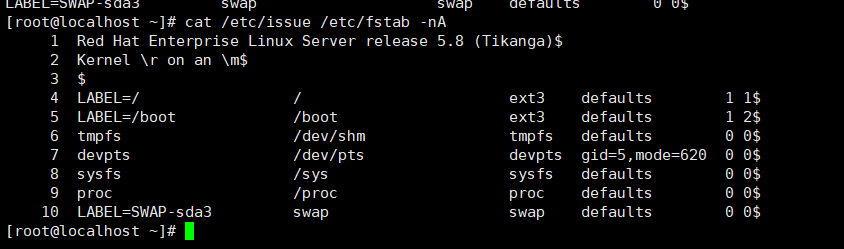 LABEL=SWAP-sda3         swap                    swap    defaults        0 0$
[root@localhost ~]# cat /etc/issue /etc/fstab -nA
     1  Red Hat Enterprise Linux Server release 5.8 (Tikanga)$
     2  Kernel \r on an \m$
     3  $
     4  LABEL=/                 /                       ext3    defaults        1 1$
     5  LABEL=/boot             /boot                   ext3    defaults        1 2$
     6  tmpfs                   /dev/shm                tmpfs   defaults        0 0$
     7  devpts                  /dev/pts                devpts  gid=5,mode=620  0 0$
     8  sysfs                   /sys                    sysfs   defaults        0 0$
     9  proc                    /proc                   proc    defaults        0 0$
    10  LABEL=SWAP-sda3         swap                    swap    defaults        0 0$
[root@localhost ~]#